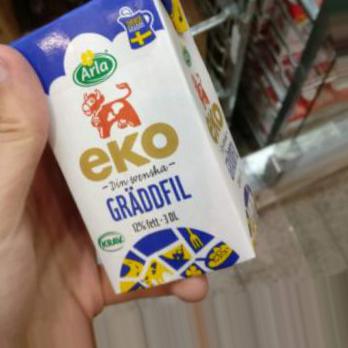 Arla
eko
Din svenska
GRÄDDFIL
12% fett - 3 DL
KRAV